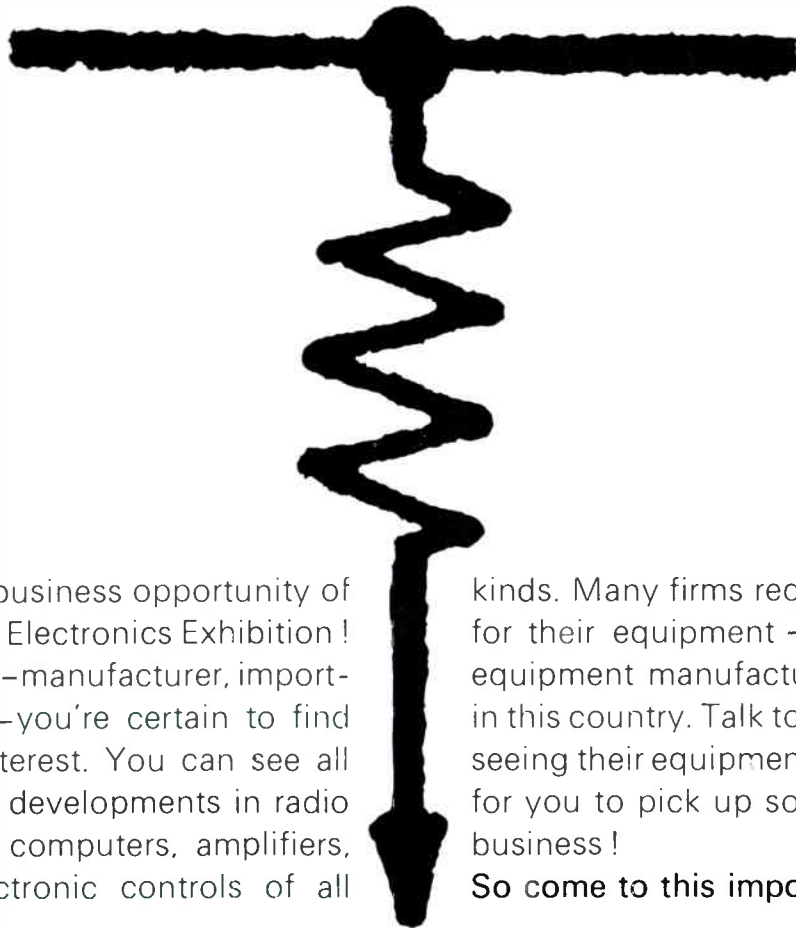 business opportunity of
Electronics Exhibition !
–manufacturer, import-
–you're certain to find
terest. You can see all
developments in radio
computers, amplifiers,
ctronic controls of all
kinds. Many firms rec
for their equipment -
equipment manufactu
in this country. Talk to
seeing their equipmen
for you to pick up so
business !
So come to this impo